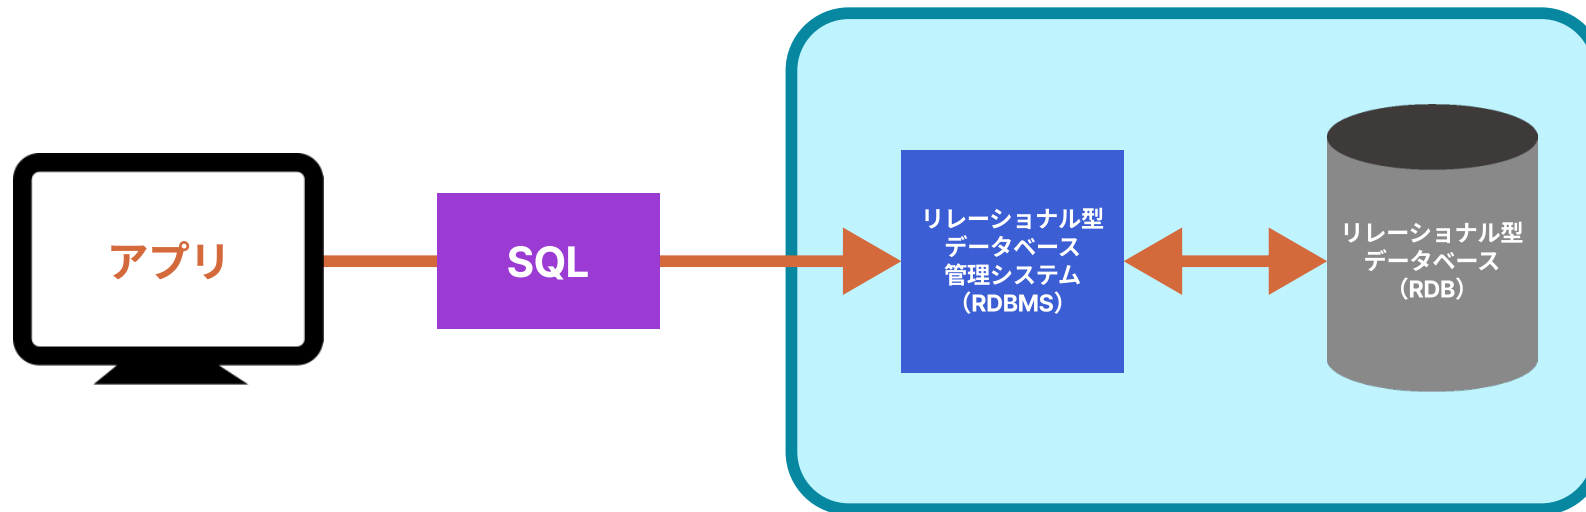 アプリ
SQL
リレーショナル型
データベース
管理システム
（RDBMS）
リレーショナル型
データベース
（RDB）